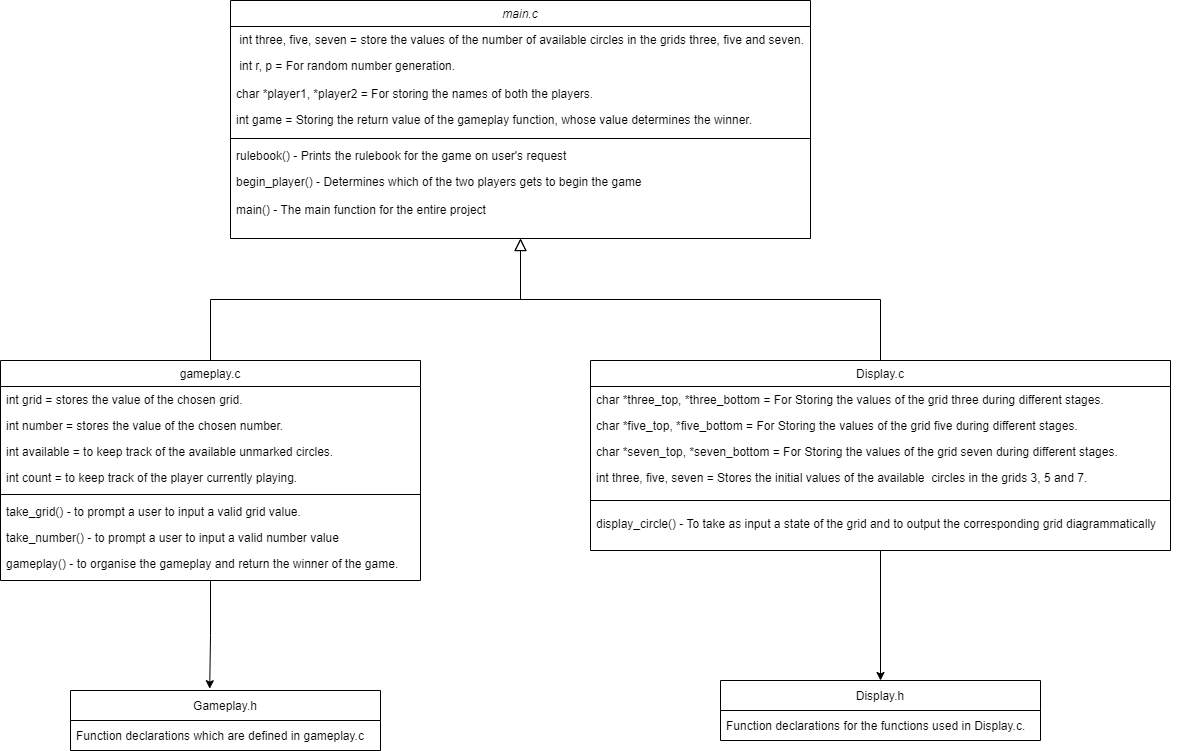 main.c
int three, five, seven = store the values of the number of available circles in the grids three, five and seven.
int r, p = For random number generation.
char *player1, *player2 = For storing the names of both the players.
int game = Storing the return value of the gameplay function, whose value determines the winner.
rulebook() - Prints the rulebook for the game on user's request
begin_player() - Determines which of the two players gets to begin the game
main() - The main function for the entire project
gameplay.c
int grid = stores the value of the chosen grid.
int number = stores the value of the chosen number.
int available = to keep track of the available unmarked circles.
int count = to keep track of the player currently playing.
take_grid() - to prompt a user to input a valid grid value.
take_number() - to prompt a user to input a valid number value
gameplay() - to organise the gameplay and return the winner of the game.
Display.c
char *three_top, *three_bottom = For Storing the values of the grid three during different stages.
char *five_top, *five_bottom = For Storing the values of the grid five during different stages.
char *seven_top, *seven_bottom = For Storing the values of the grid seven during different stages.
int three, five, seven = Stores the initial values of the available circles in the grids 3, 5 and 7.
display_circle() - To take as input a state of the grid and to output the corresponding grid diagrammatically
Gameplay.h
Function declarations which are defined in gameplay.c
Display.h
Function declarations for the functions used in Display.c.